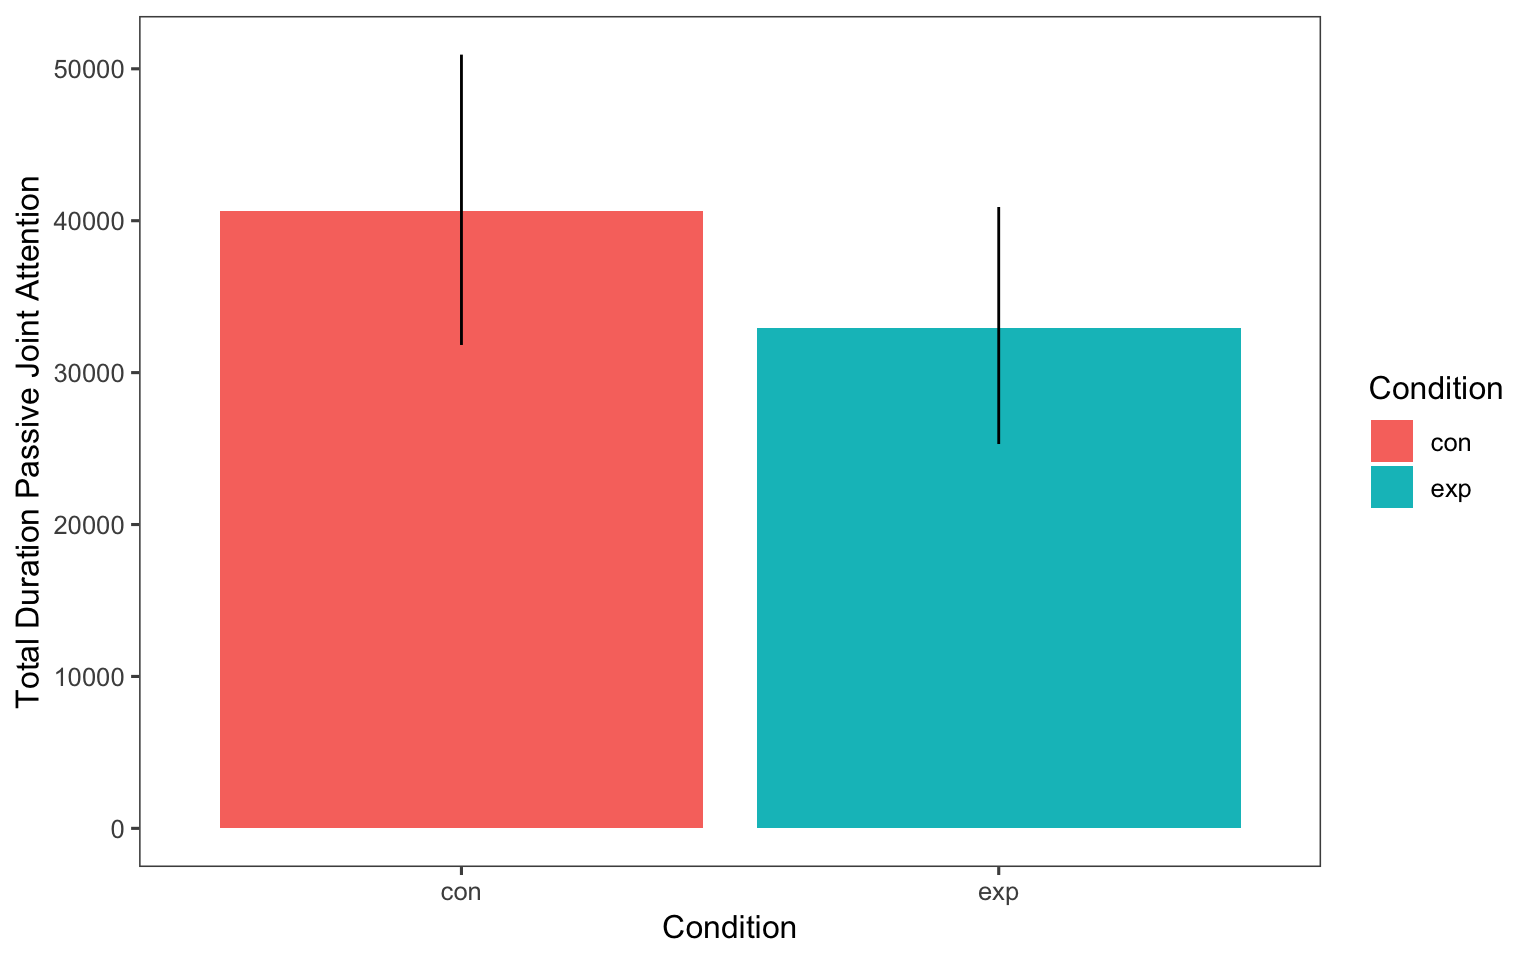 Total Duration Passive Joint Attention
50000
40000
30000
20000
10000
0
con
exp
Condition
Condition
con
exp